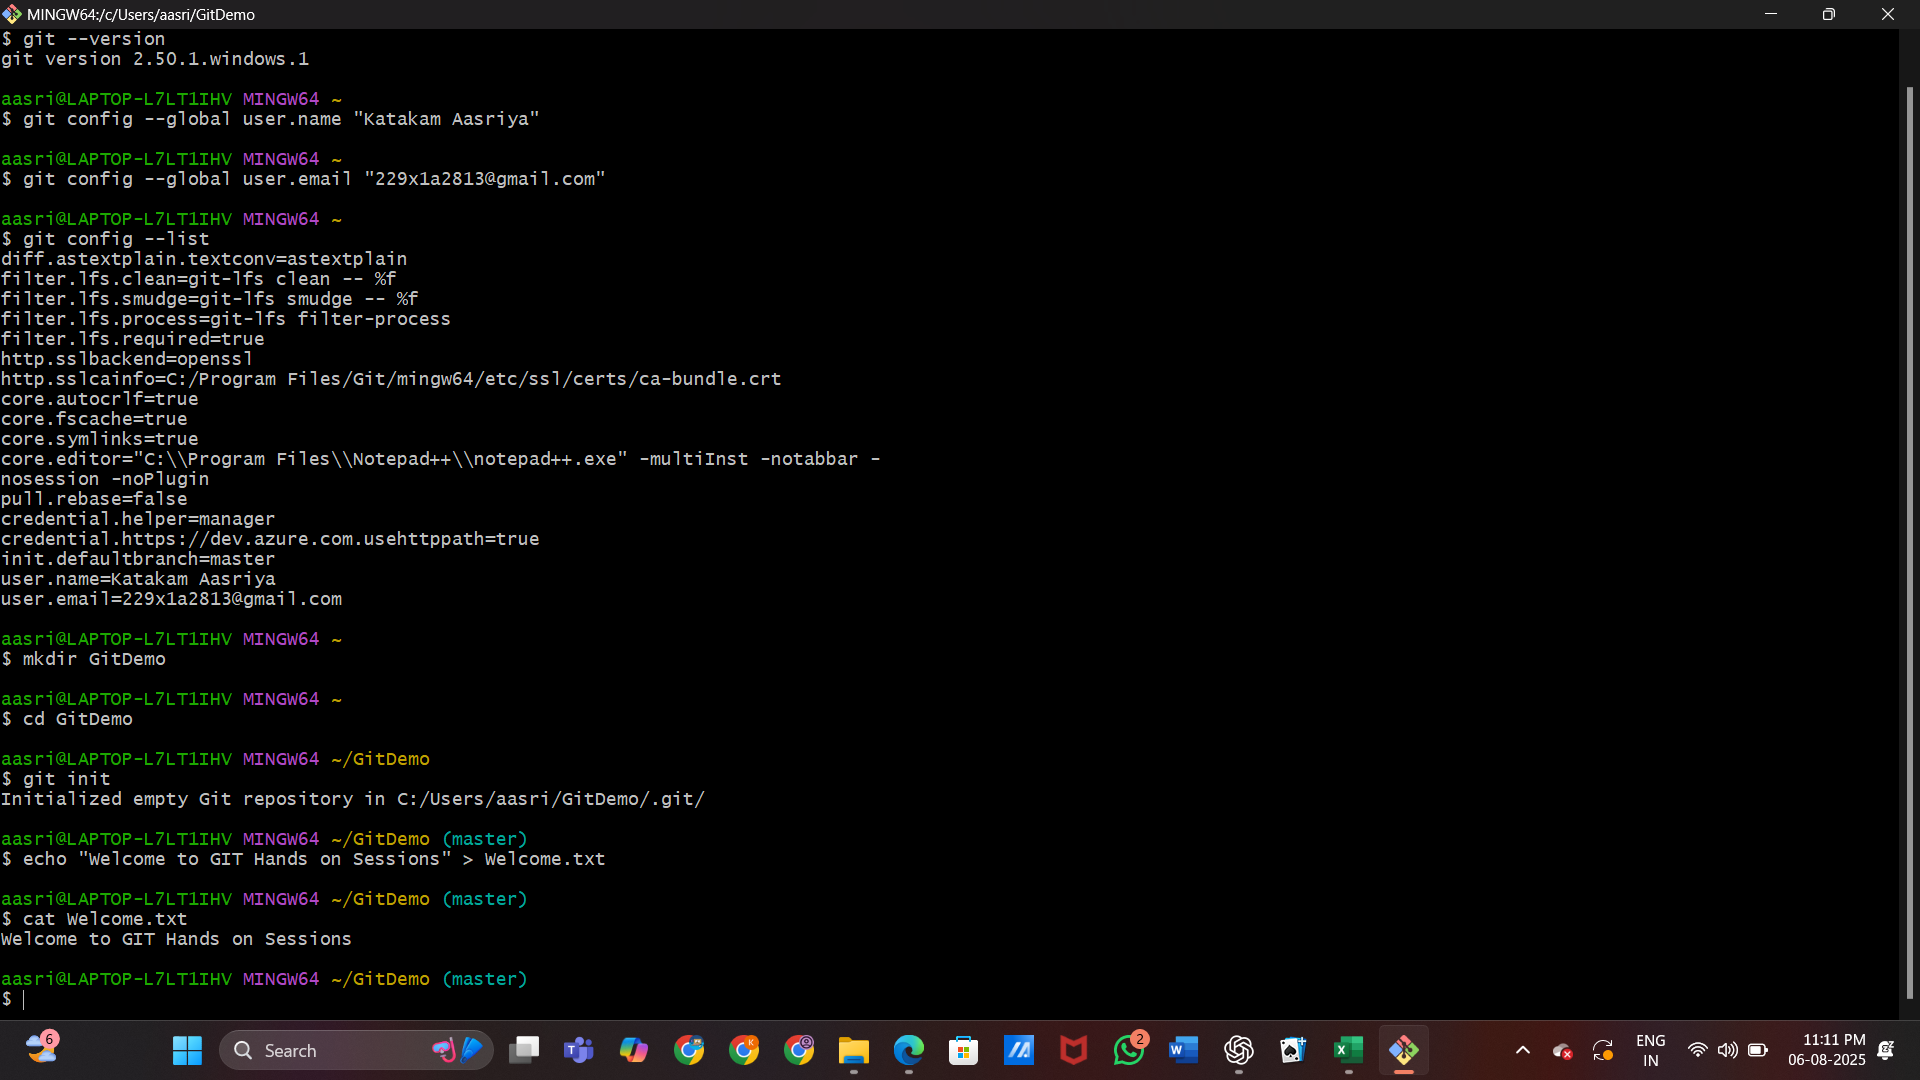 MINGW64:/c/Users/aasri/GitDemo
$ git --version
git version 2.50.1.windows.1
aasri@LAPTOP-L7LT1IHV MINGW64 ~
$ git config --global user.name "Katakam Aasriya"
aasri@LAPTOP-L7LT1IHV MINGW64 ~
$ git config --global user.email "229x1a2813@gmail.com"
aasri@LAPTOP-L7LT1IHV MINGW64 ~
$ git config --list
diff.astextplain.textconv=astextplain
filter.lfs.clean=git-lfs clean -- %f
filter.lfs.smudge=git-lfs smudge -- %f
filter.lfs.process=git-lfs filter-process
filter.lfs.required=true
http.sslbackend=openssl
http.sslcainfo=C:/Program Files/Git/mingw64/etc/ssl/certs/ca-bundle.crt
core.autocrlf=true
core.fscache=true
core.symlinks=true
core.editor="C:\\Program Files\\Notepad++\\notepad++.exe" -multiInst -notabbar -
nosession -noPlugin
pull.rebase=false
credential.helper=manager
credential.https://dev.azure.com.usehttppath=true
init.defaultbranch=master
user.name=Katakam Aasriya
user.email=229x1a2813@gmail.com
aasri@LAPTOP-L7LT1IHV MINGW64 ~
$ mkdir GitDemo
aasri@LAPTOP-L7LT1IHV MINGW64 ~
$ cd GitDemo
aasri@LAPTOP-L7LT1IHV MINGW64 ~/GitDemo
$ git init
Initialized empty Git repository in C:/Users/aasri/GitDemo/.git/
aasri@LAPTOP-L7LT1IHV MINGW64 ~/GitDemo (master)
$ echo "Welcome to GIT Hands on Sessions" > Welcome.txt
aasri@LAPTOP-L7LT1IHV MINGW64 ~/GitDemo (master)
$ cat Welcome.txt
Welcome to GIT Hands on Sessions
aasri@LAPTOP-L7LT1IHV MINGW64 ~/GitDemo (master)
$
6
Search
2
ENG
IN
11:11 PM
06-08-2025